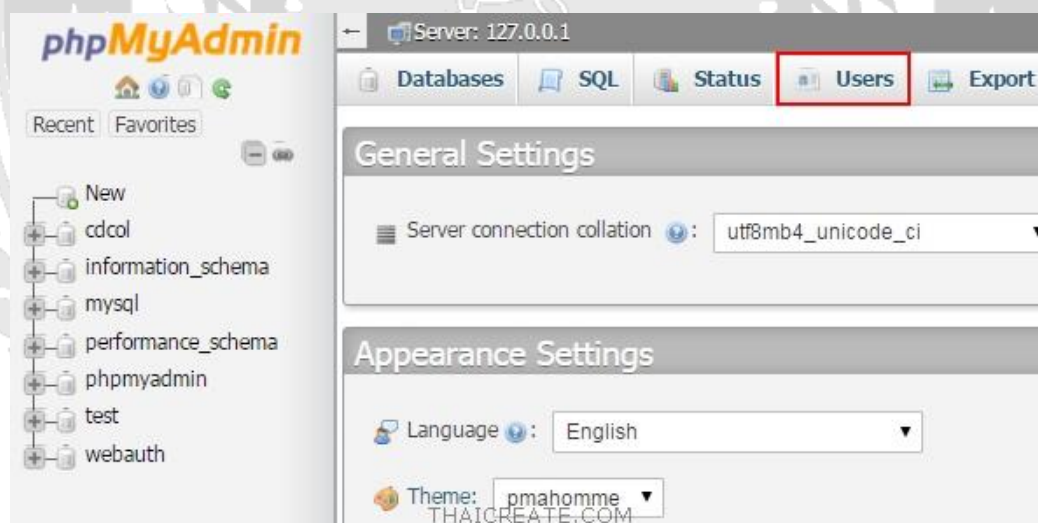 phpMyAdmin
Recent Favorites
New
cdcol
information_schema
mysql
performance_schema
phpmyadmin
test
webauth
Server: 127.0.0.1
Databases SQL Status Users Export
General Settings
Server connection collation : utf8mb4_unicode_ci
Appearance Settings
Language : English
Theme: pmahomme
THAICREATE.COM